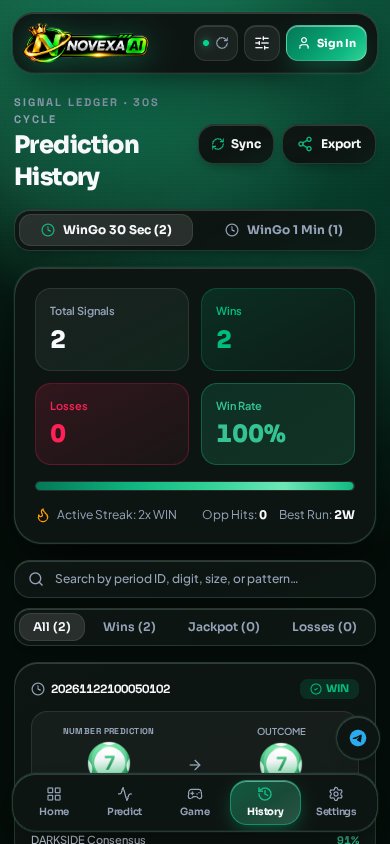 NOVEXA AI
Sign In
SIGNAL LEDGER · 30S
CYCLE
Prediction
History
Sync
Export
WinGo 30 Sec (2)
WinGo 1 Min (1)
Total Signals
2
Wins
2
Losses
0
Win Rate
100%
Active Streak: 2x WIN
Opp Hits: 0
Best Run: 2W
Search by period ID, digit, size, or pattern...
All (2)
Wins (2)
Jackpot (0)
Losses (0)
20261122100050102
WIN
NUMBER PREDICTION
OUTCOME
7
7
Home
Predict
Game
History
Settings
DARKSIDE Consensus
91%